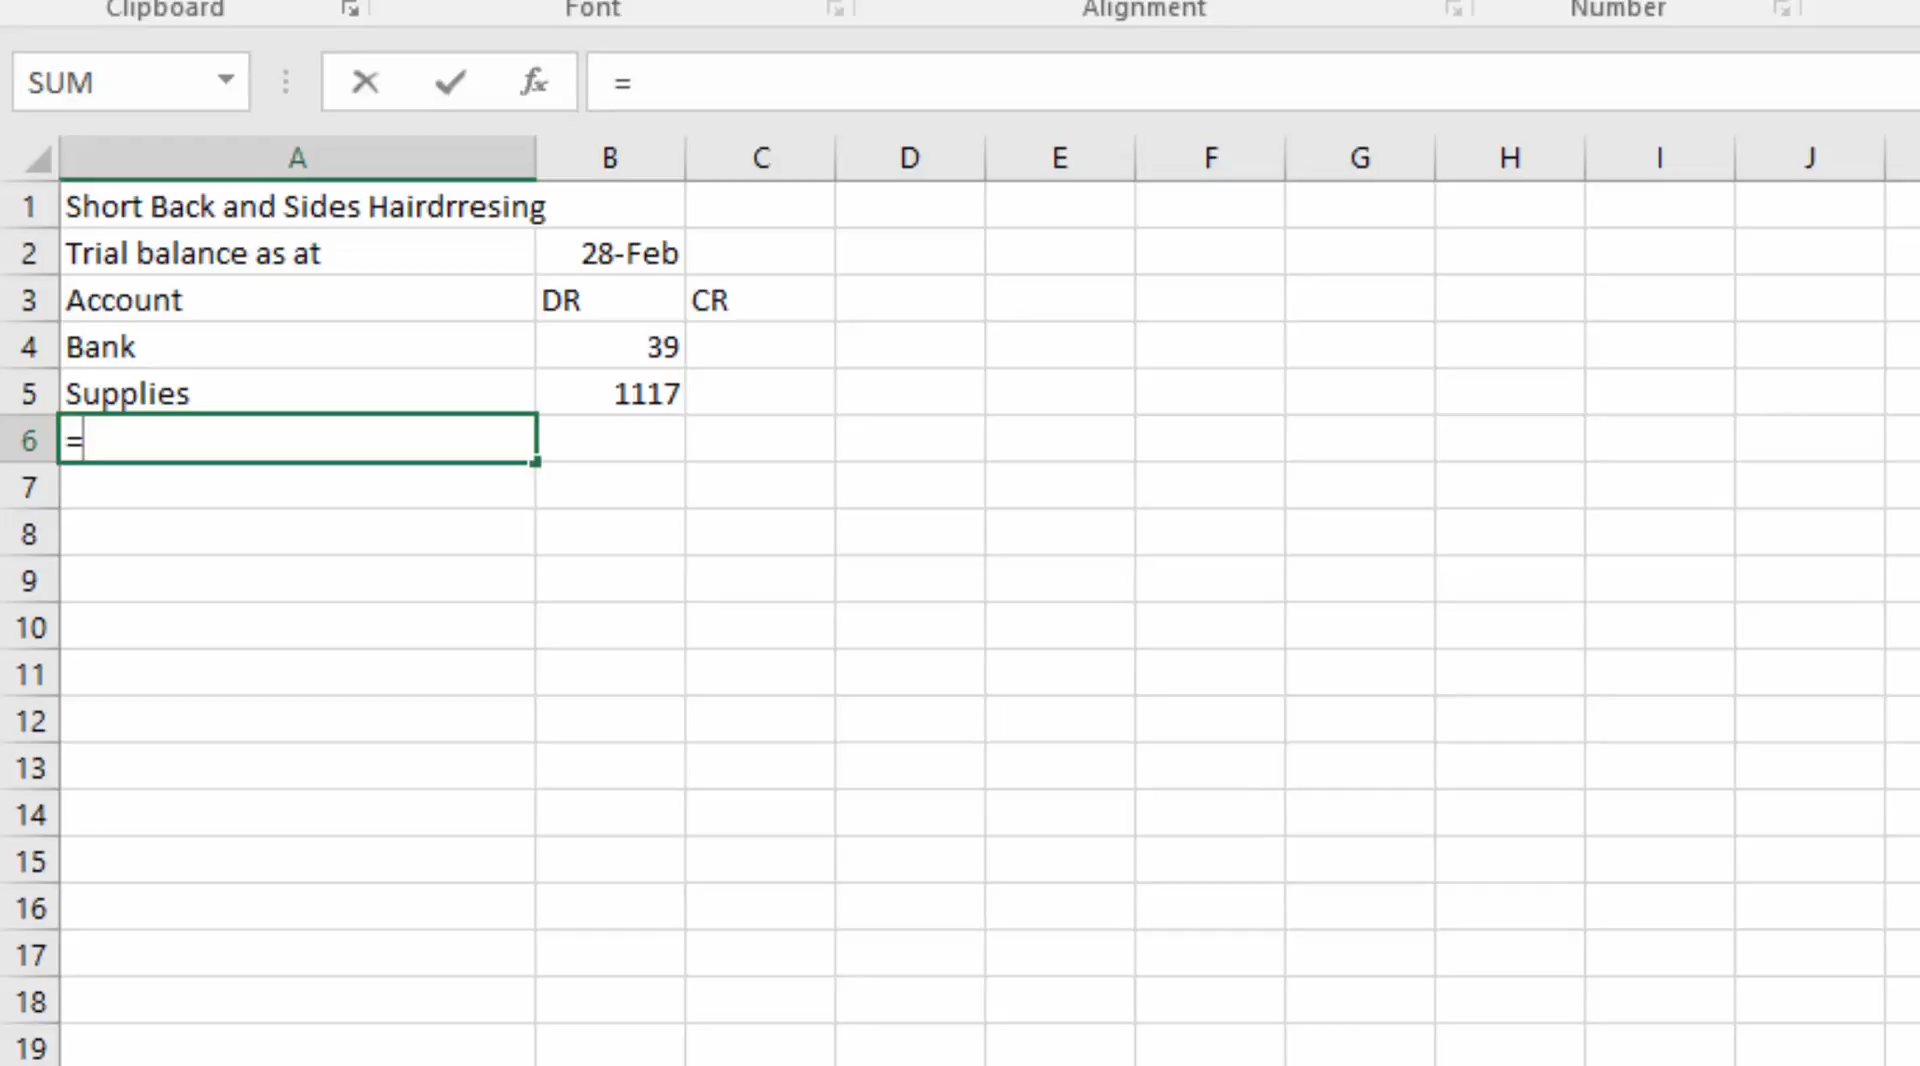 Clipboard Font Alignment Number
SUM fx =
A B C D E F G H I J
1 Short Back and Sides Hairdrresing
2 Trial balance as at 28-Feb
3 Account DR CR
4 Bank 39
5 Supplies 1117
6 =
7
8
9
10
11
12
13
14
15
16
17
18
19